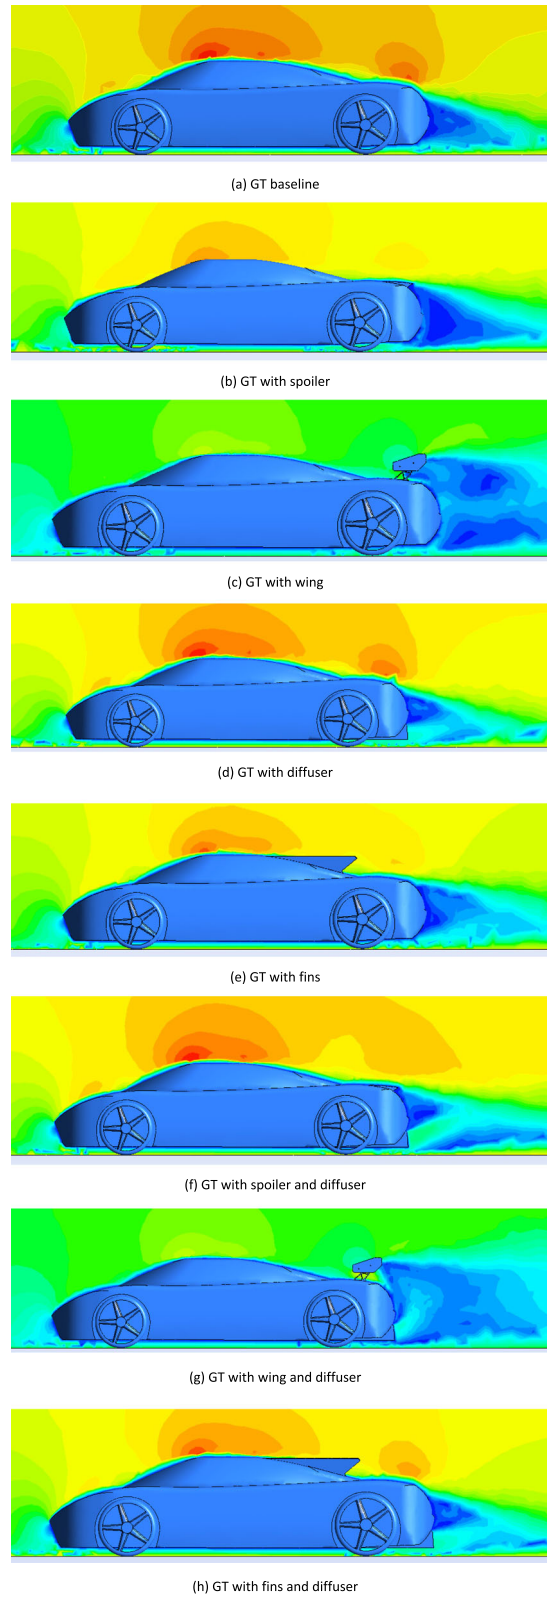 (a) GT baseline
(b) GT with spoiler
(c) GT with wing
(d) GT with diffuser
(e) GT with fins
(f) GT with spoiler and diffuser
(g) GT with wing and diffuser
(h) GT with fins and diffuser